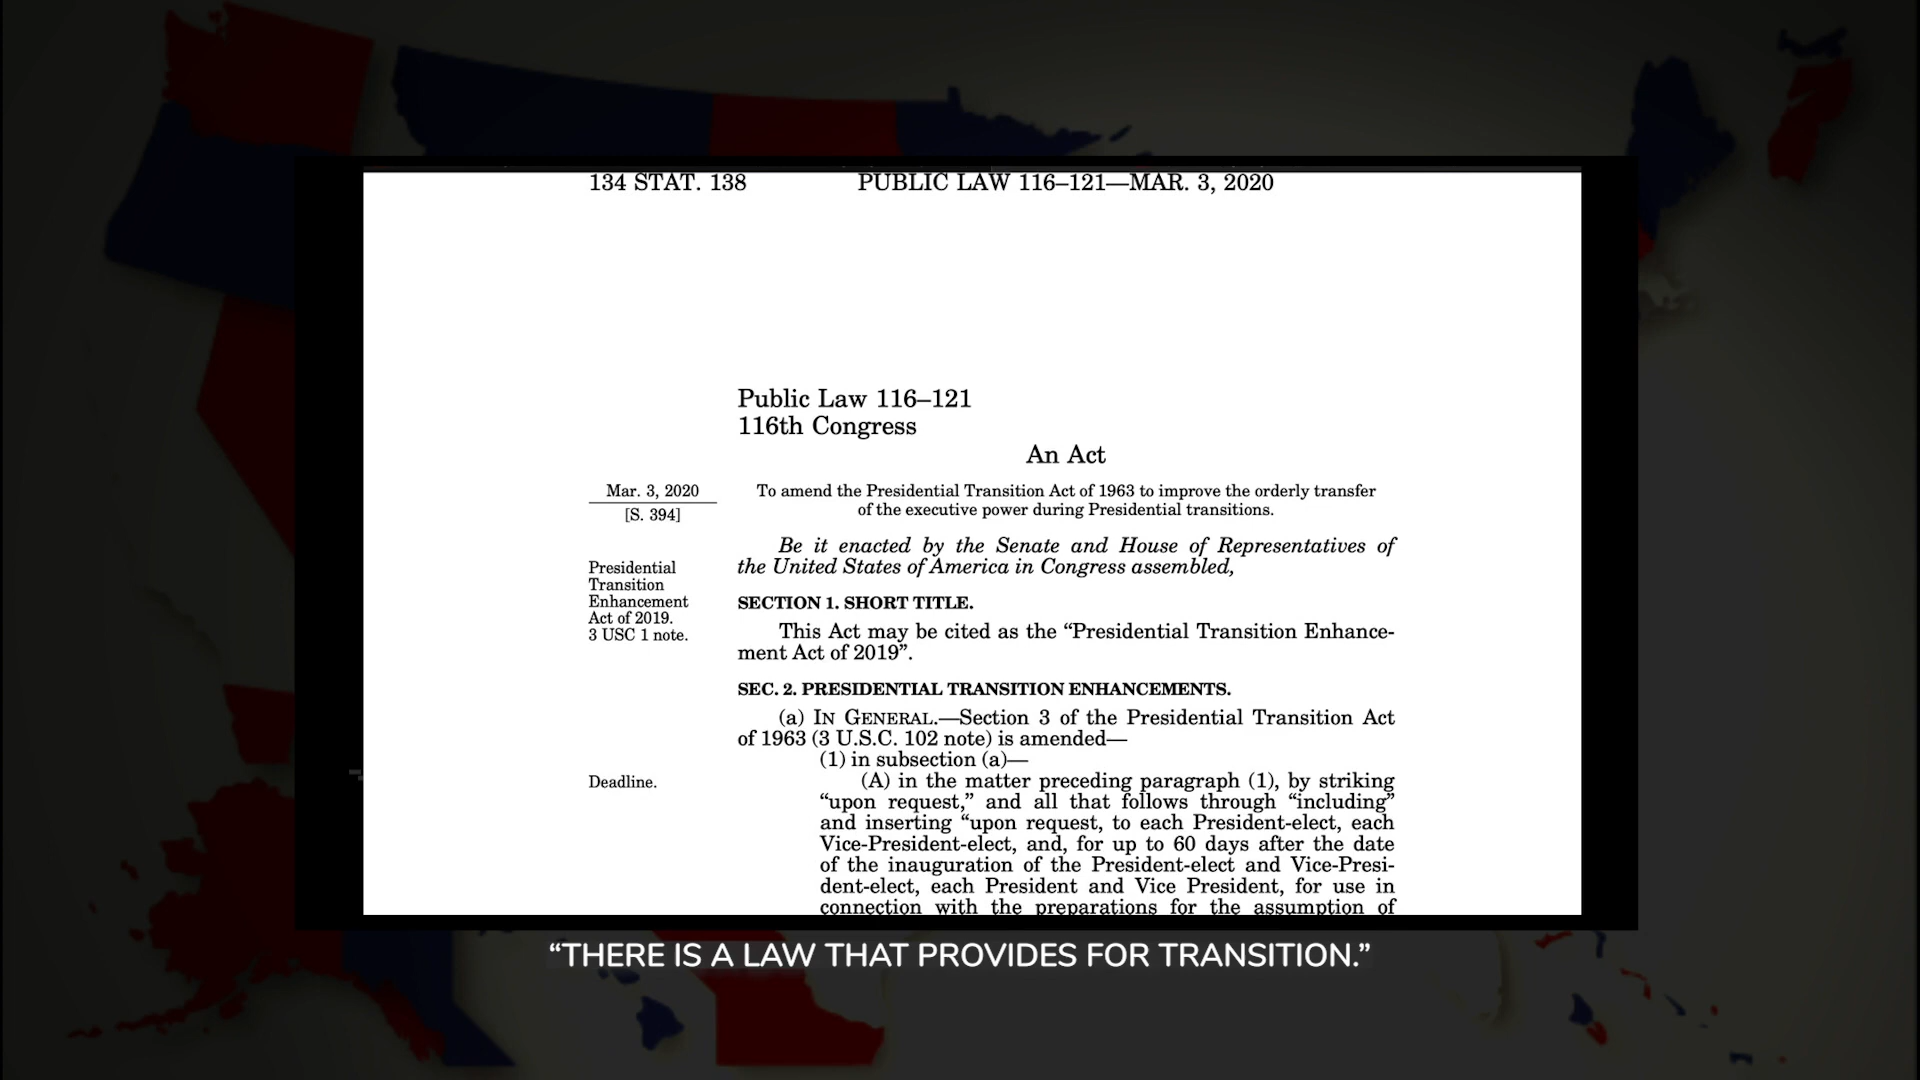 134 STAT. 138 PUBLIC LAW 116–121—MAR. 3, 2020
Public Law 116–121
116th Congress
An Act
Mar. 3, 2020
[S. 394]
To amend the Presidential Transition Act of 1963 to improve the orderly transfer
of the executive power during Presidential transitions.
Be it enacted by the Senate and House of Representatives of
the United States of America in Congress assembled,
Presidential
Transition
Enhancement
Act of 2019.
3 USC 1 note.
SECTION 1. SHORT TITLE.
This Act may be cited as the “Presidential Transition Enhance-
ment Act of 2019”.
SEC. 2. PRESIDENTIAL TRANSITION ENHANCEMENTS.
(a) IN GENERAL.—Section 3 of the Presidential Transition Act
of 1963 (3 U.S.C. 102 note) is amended—
(1) in subsection (a)—
Deadline.
(A) in the matter preceding paragraph (1), by striking
“upon request,” and all that follows through “including”
and inserting “upon request, to each President-elect, each
Vice-President-elect, and, for up to 60 days after the date
of the inauguration of the President-elect and Vice-Presi-
dent-elect, each President and Vice President, for use in
connection with the preparations for the assumption of
“THERE IS A LAW THAT PROVIDES FOR TRANSITION.”